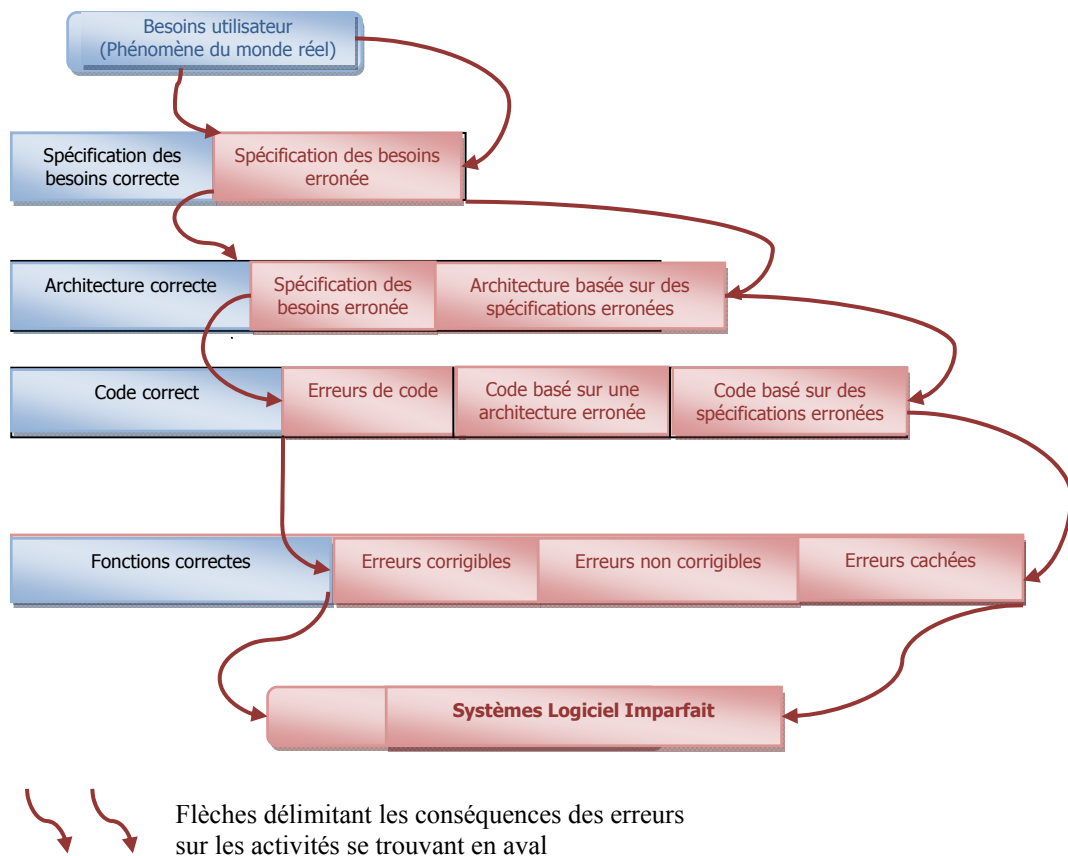 Besoins utilisateur
(Phénomène du monde réel)
Spécification des
besoins correcte
Spécification des besoins
erronée
Architecture correcte
Spécification des
besoins erronée
Architecture basée sur des
spécifications erronées
Code correct
Erreurs de code
Code basé sur une
architecture erronée
Code basé sur des
spécifications erronées
Fonctions correctes
Erreurs corrigibles
Erreurs non corrigibles
Erreurs cachées
Systèmes Logiciel Imparfait
Flèches délimitant les conséquences des erreurs
sur les activités se trouvant en aval